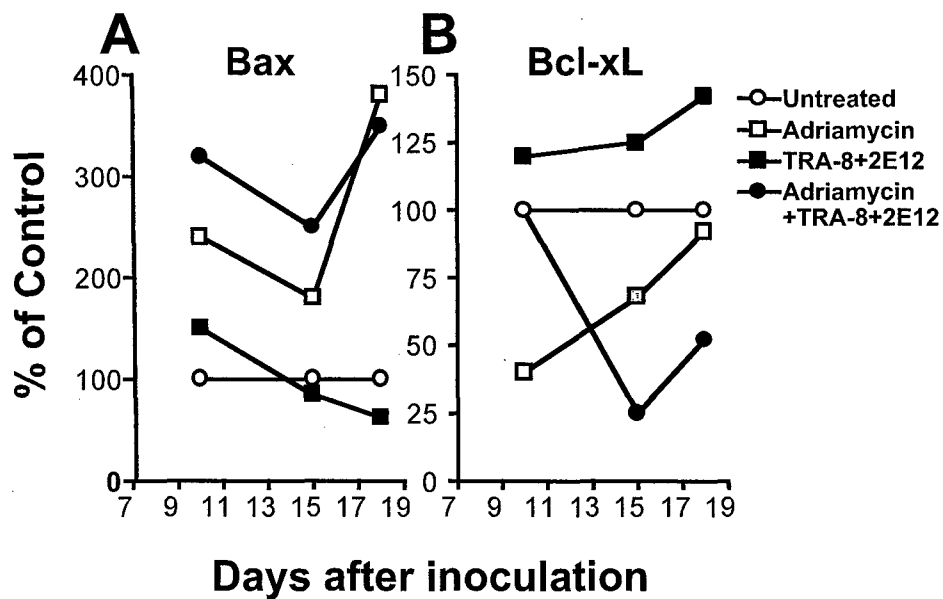 A
Bax
B
Bcl-xL
% of Control
400
300
200
100
0
7 9 11 13 15 17 19
150
125
100
75
50
25
0
7 9 11 13 15 17 19
Untreated
Adriamycin
TRA-8+2E12
Adriamycin
+TRA-8+2E12
Days after inoculation